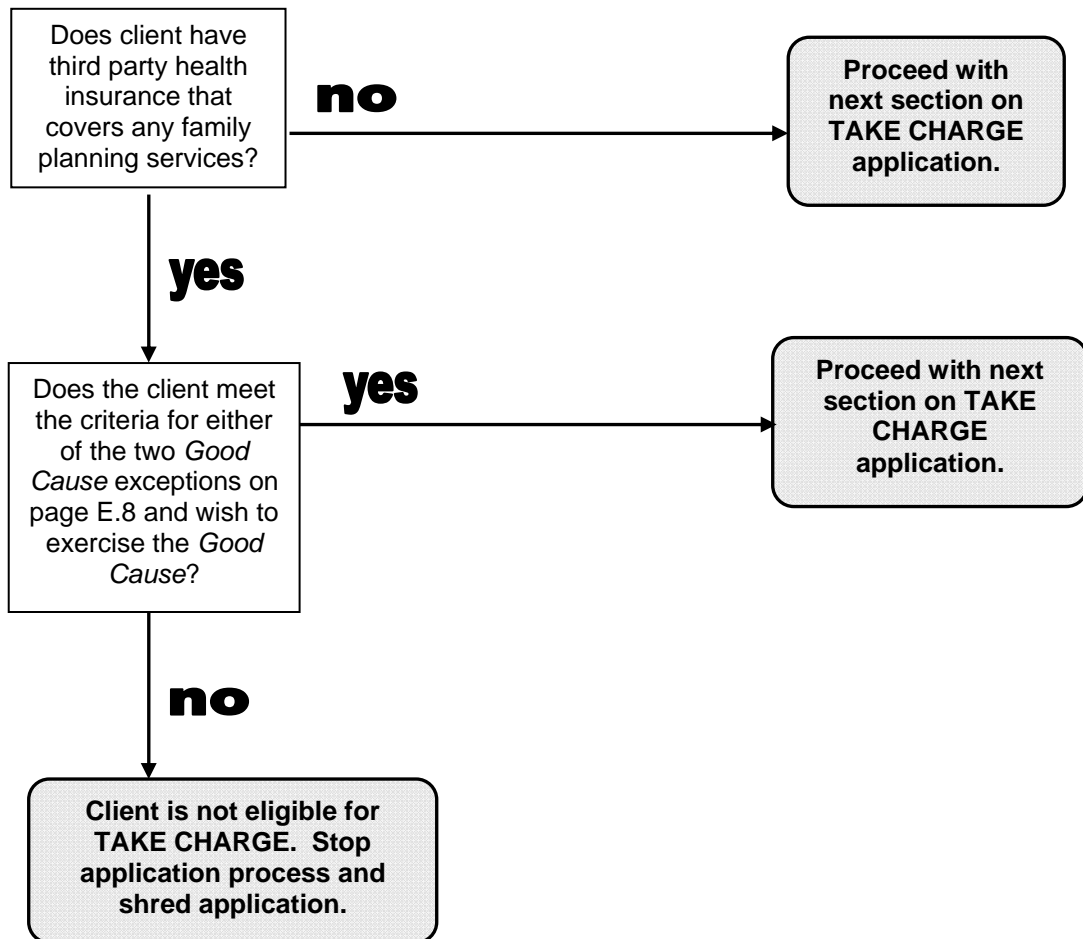 Does client have
third party health
insurance that
covers any family
planning services?
no
Proceed with
next section on
TAKE CHARGE
application.
yes
Does the client meet
the criteria for either
of the two Good
Cause exceptions on
page E.8 and wish to
exercise the Good
Cause?
yes
Proceed with next
section on TAKE
CHARGE
application.
no
Client is not eligible for
TAKE CHARGE. Stop
application process and
shred application.